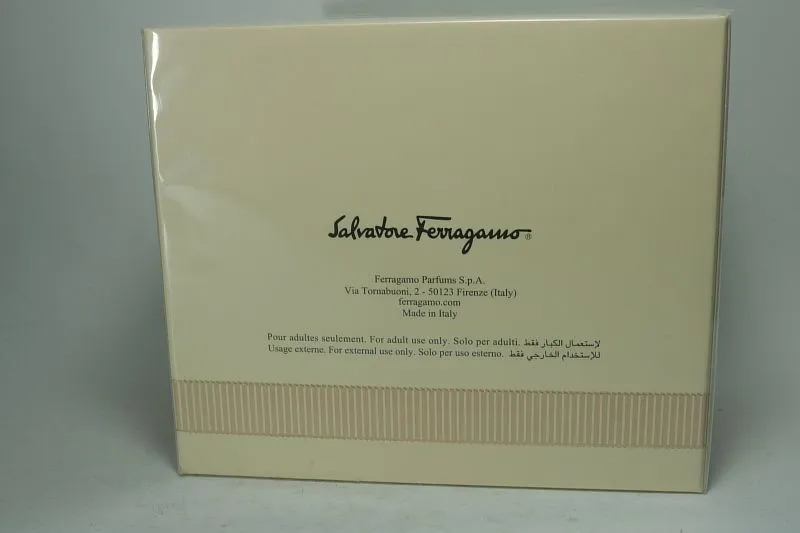 Salvatore Ferragamo®
Ferragamo Parfums S.p.A.
Via Tornabuoni, 2 - 50123 Firenze (Italy)
ferragamo.com
Made in Italy
Pour adultes seulement. For adult use only. Solo per adulti. لإستعمال الكبار فقط
Usage externe. For external use only. Solo per uso esterno. للإستخدام الخارجي فقط